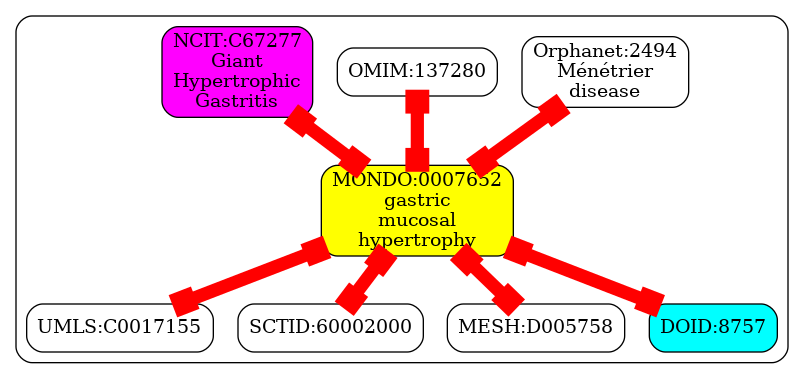 NCIT:C67277
Giant
Hypertrophic
Gastritis
OMIM:137280
Orphanet:2494
Ménétrier
disease
MONDO:0007652
gastric
mucosal
hypertrophy
UMLS:C0017155
SCTID:60002000
MESH:D005758
DOID:8757